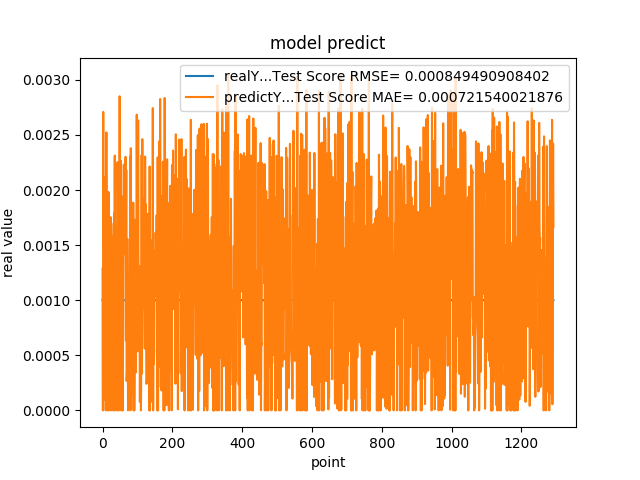 model predict
realY...Test Score RMSE= 0.000849490908402
predictY...Test Score MAE= 0.000721540021876
0.0030
0.0025
0.0020
0.0015
0.0010
0.0005
0.0000
real value
0 200 400 600 800 1000 1200
point